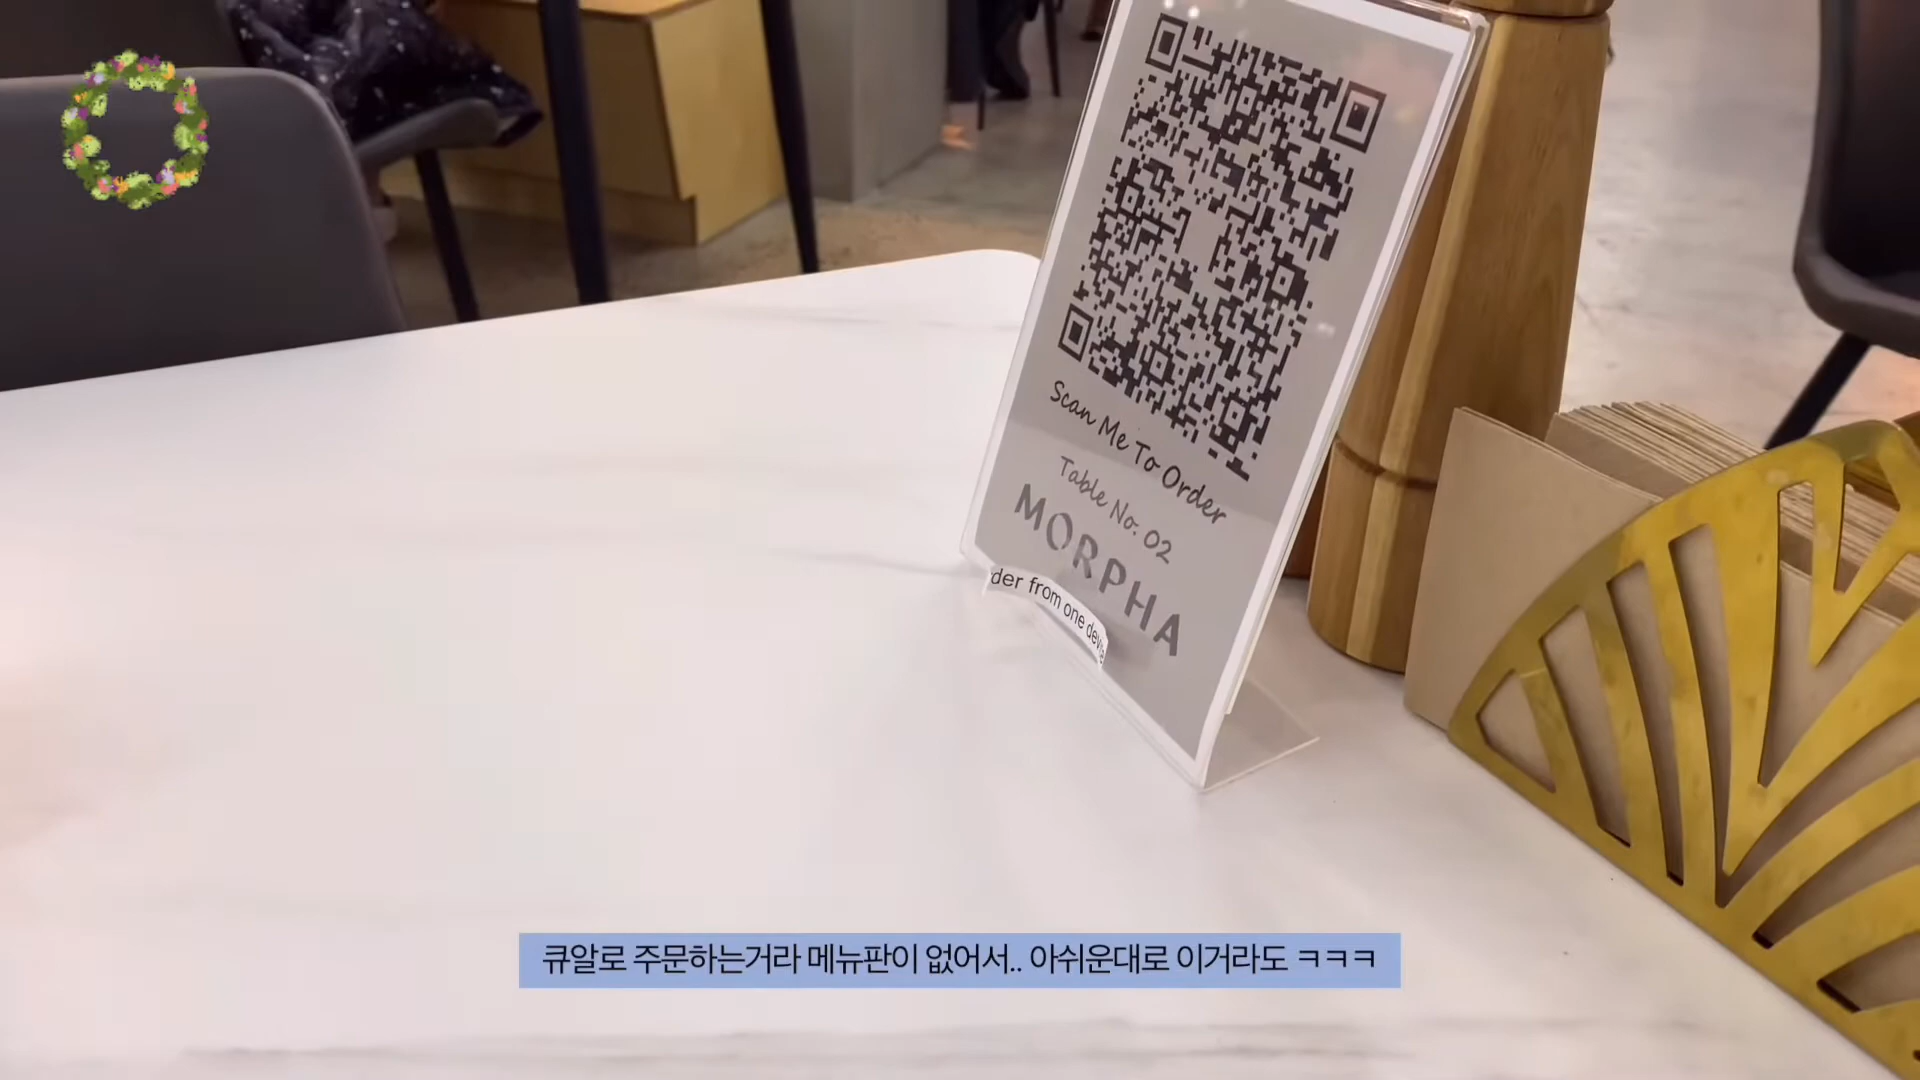 Scan Me To Order
Table No. 02
MORPHA
der from one device
큐알로 주문하는거라 메뉴판이 없어서.. 아쉬운대로 이거라도 ㅋㅋㅋ